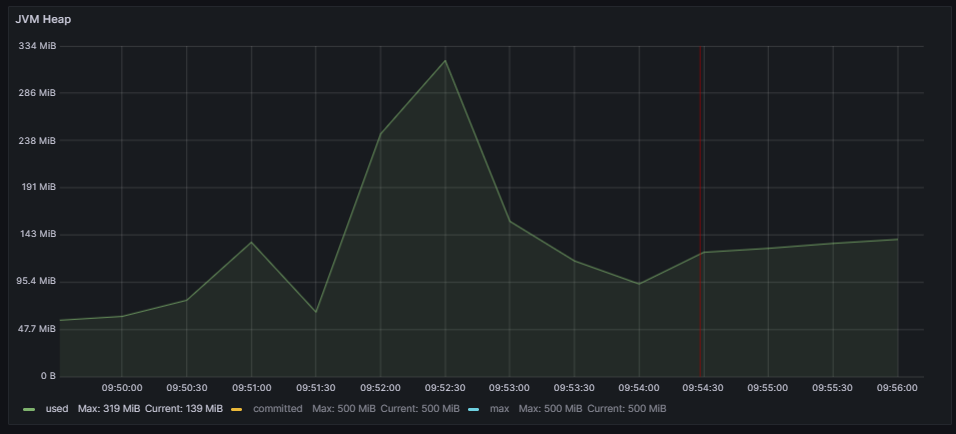 JVM Heap
334 MiB
286 MiB
238 MiB
191 MiB
143 MiB
95.4 MiB
47.7 MiB
0 B
09:50:00 09:50:30 09:51:00 09:51:30 09:52:00 09:52:30 09:53:00 09:53:30 09:54:00 09:54:30 09:55:00 09:55:30 09:56:00
used Max: 319 MiB Current: 139 MiB committed Max: 500 MiB Current: 500 MiB max Max: 500 MiB Current: 500 MiB